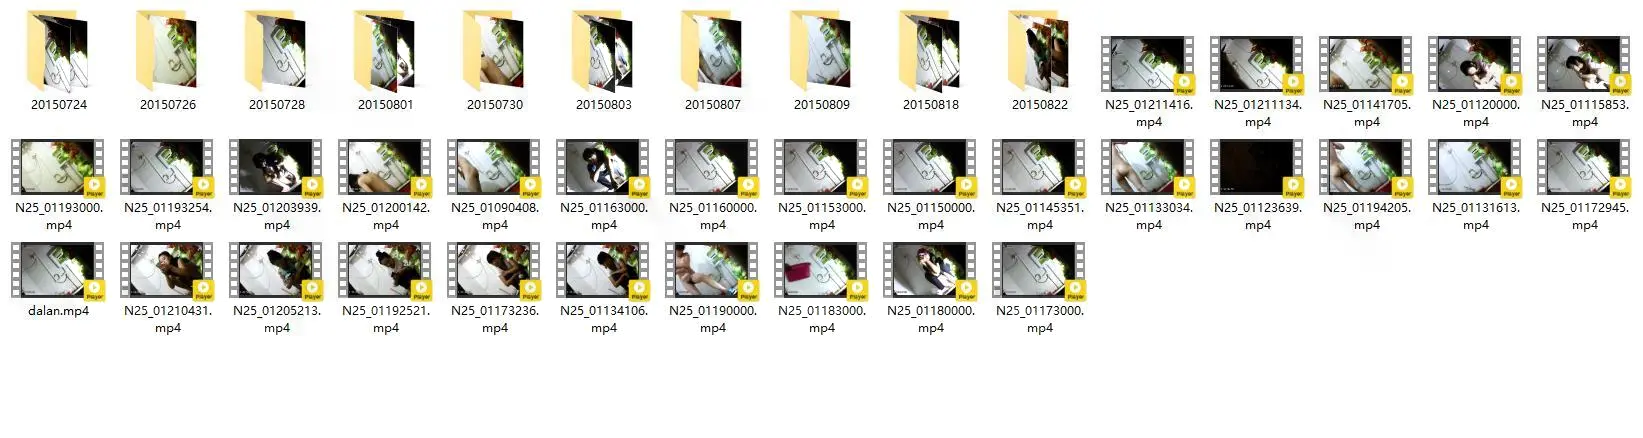 20150724
20150726
20150728
20150801
20150730
20150803
20150807
20150809
20150818
20150822
N25_01211416.
mp4
N25_01211134.
mp4
N25_01141705.
mp4
N25_01120000.
mp4
N25_01115853.
mp4
N25_01193000.
mp4
N25_01193254.
mp4
N25_01203939.
mp4
N25_01200142.
mp4
N25_01090408.
mp4
N25_01163000.
mp4
N25_01160000.
mp4
N25_01153000.
mp4
N25_01150000.
mp4
N25_01145351.
mp4
N25_01133034.
mp4
N25_01123639.
mp4
N25_01194205.
mp4
N25_01131613.
mp4
N25_01172945.
mp4
dalan.mp4
N25_01210431.
mp4
N25_01205213.
mp4
N25_01192521.
mp4
N25_01173236.
mp4
N25_01134106.
mp4
N25_01190000.
mp4
N25_01183000.
mp4
N25_01180000.
mp4
N25_01173000.
mp4